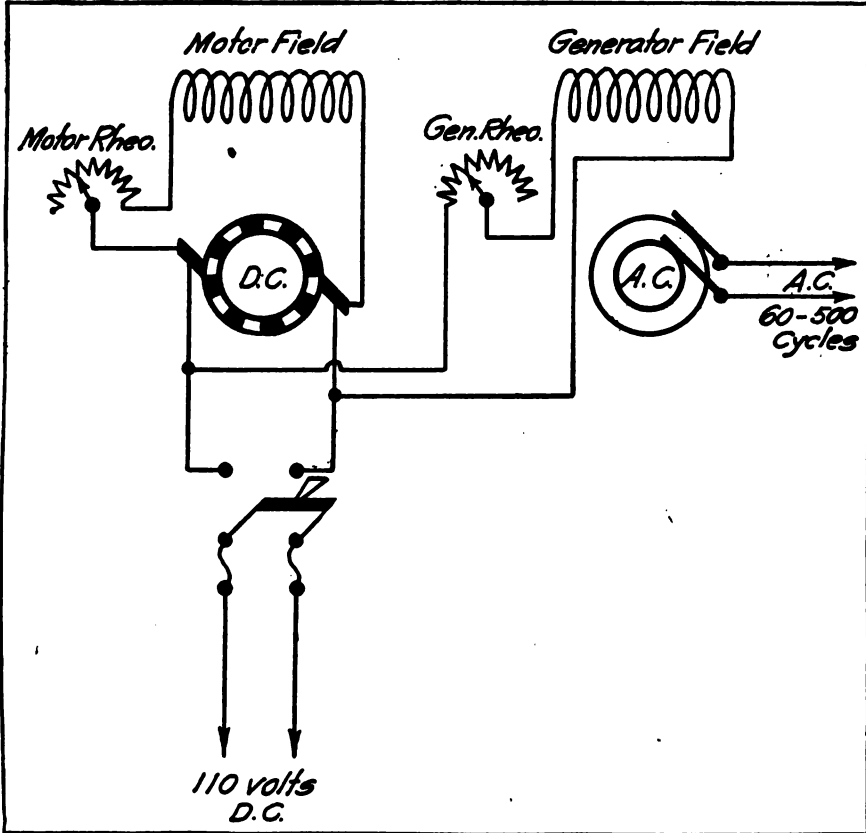 Motor Field
Generator Field
Motor Rheo.
Gen. Rheo.
D.C.
A.C.
A.C.
60-500
Cycles
110 volts
D.C.